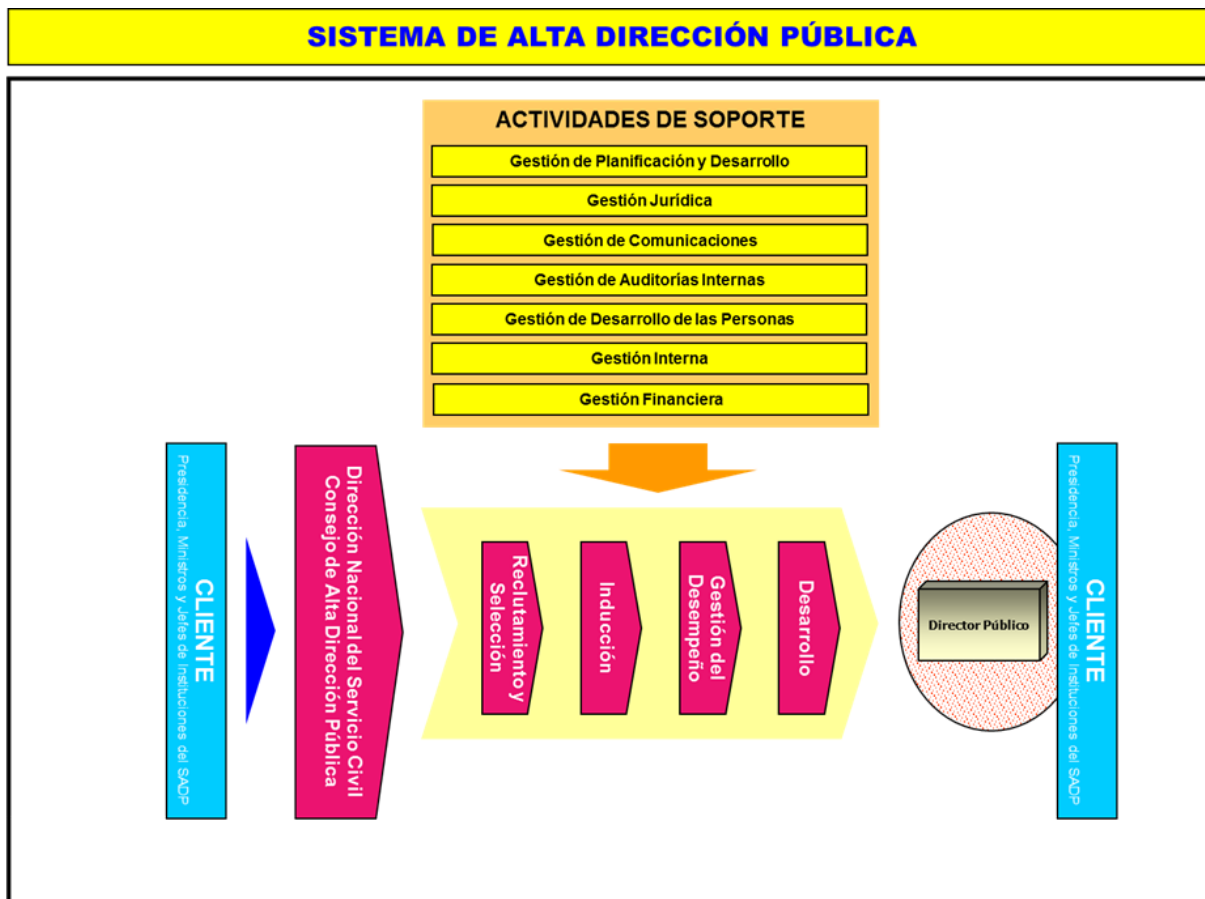 SISTEMA DE ALTA DIRECCIÓN PÚBLICA
ACTIVIDADES DE SOPORTE
Gestión de Planificación y Desarrollo
Gestión Jurídica
Gestión de Comunicaciones
Gestión de Auditorías Internas
Gestión de Desarrollo de las Personas
Gestión Interna
Gestión Financiera
CLIENTE
Presidencia, Ministros y Jefes de Instituciones del SADP
Dirección Nacional del Servicio Civil
Consejo de Alta Dirección Pública
Reclutamiento y
Selección
Inducción
Gestión del
Desempeño
Desarrollo
Director Público
CLIENTE
Presidencia, Ministros y Jefes de Instituciones del SADP